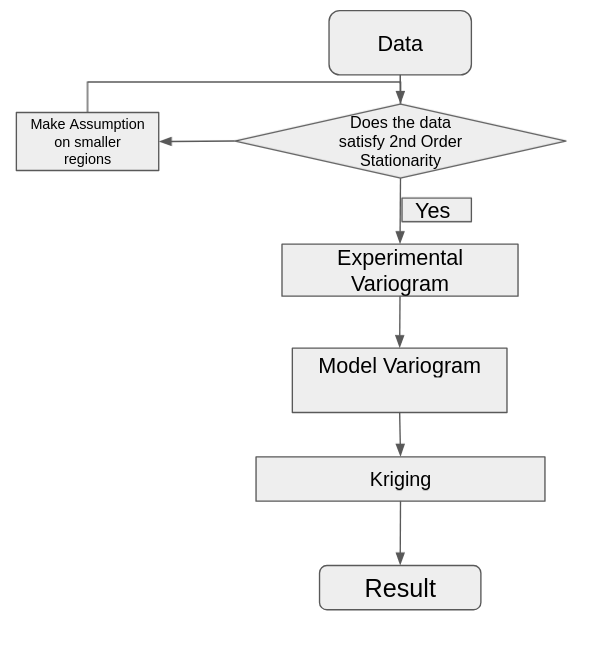 Data
Make Assumption
on smaller
regions
Does the data
satisfy 2nd Order
Stationarity
Yes
Experimental
Variogram
Model Variogram
Kriging
Result